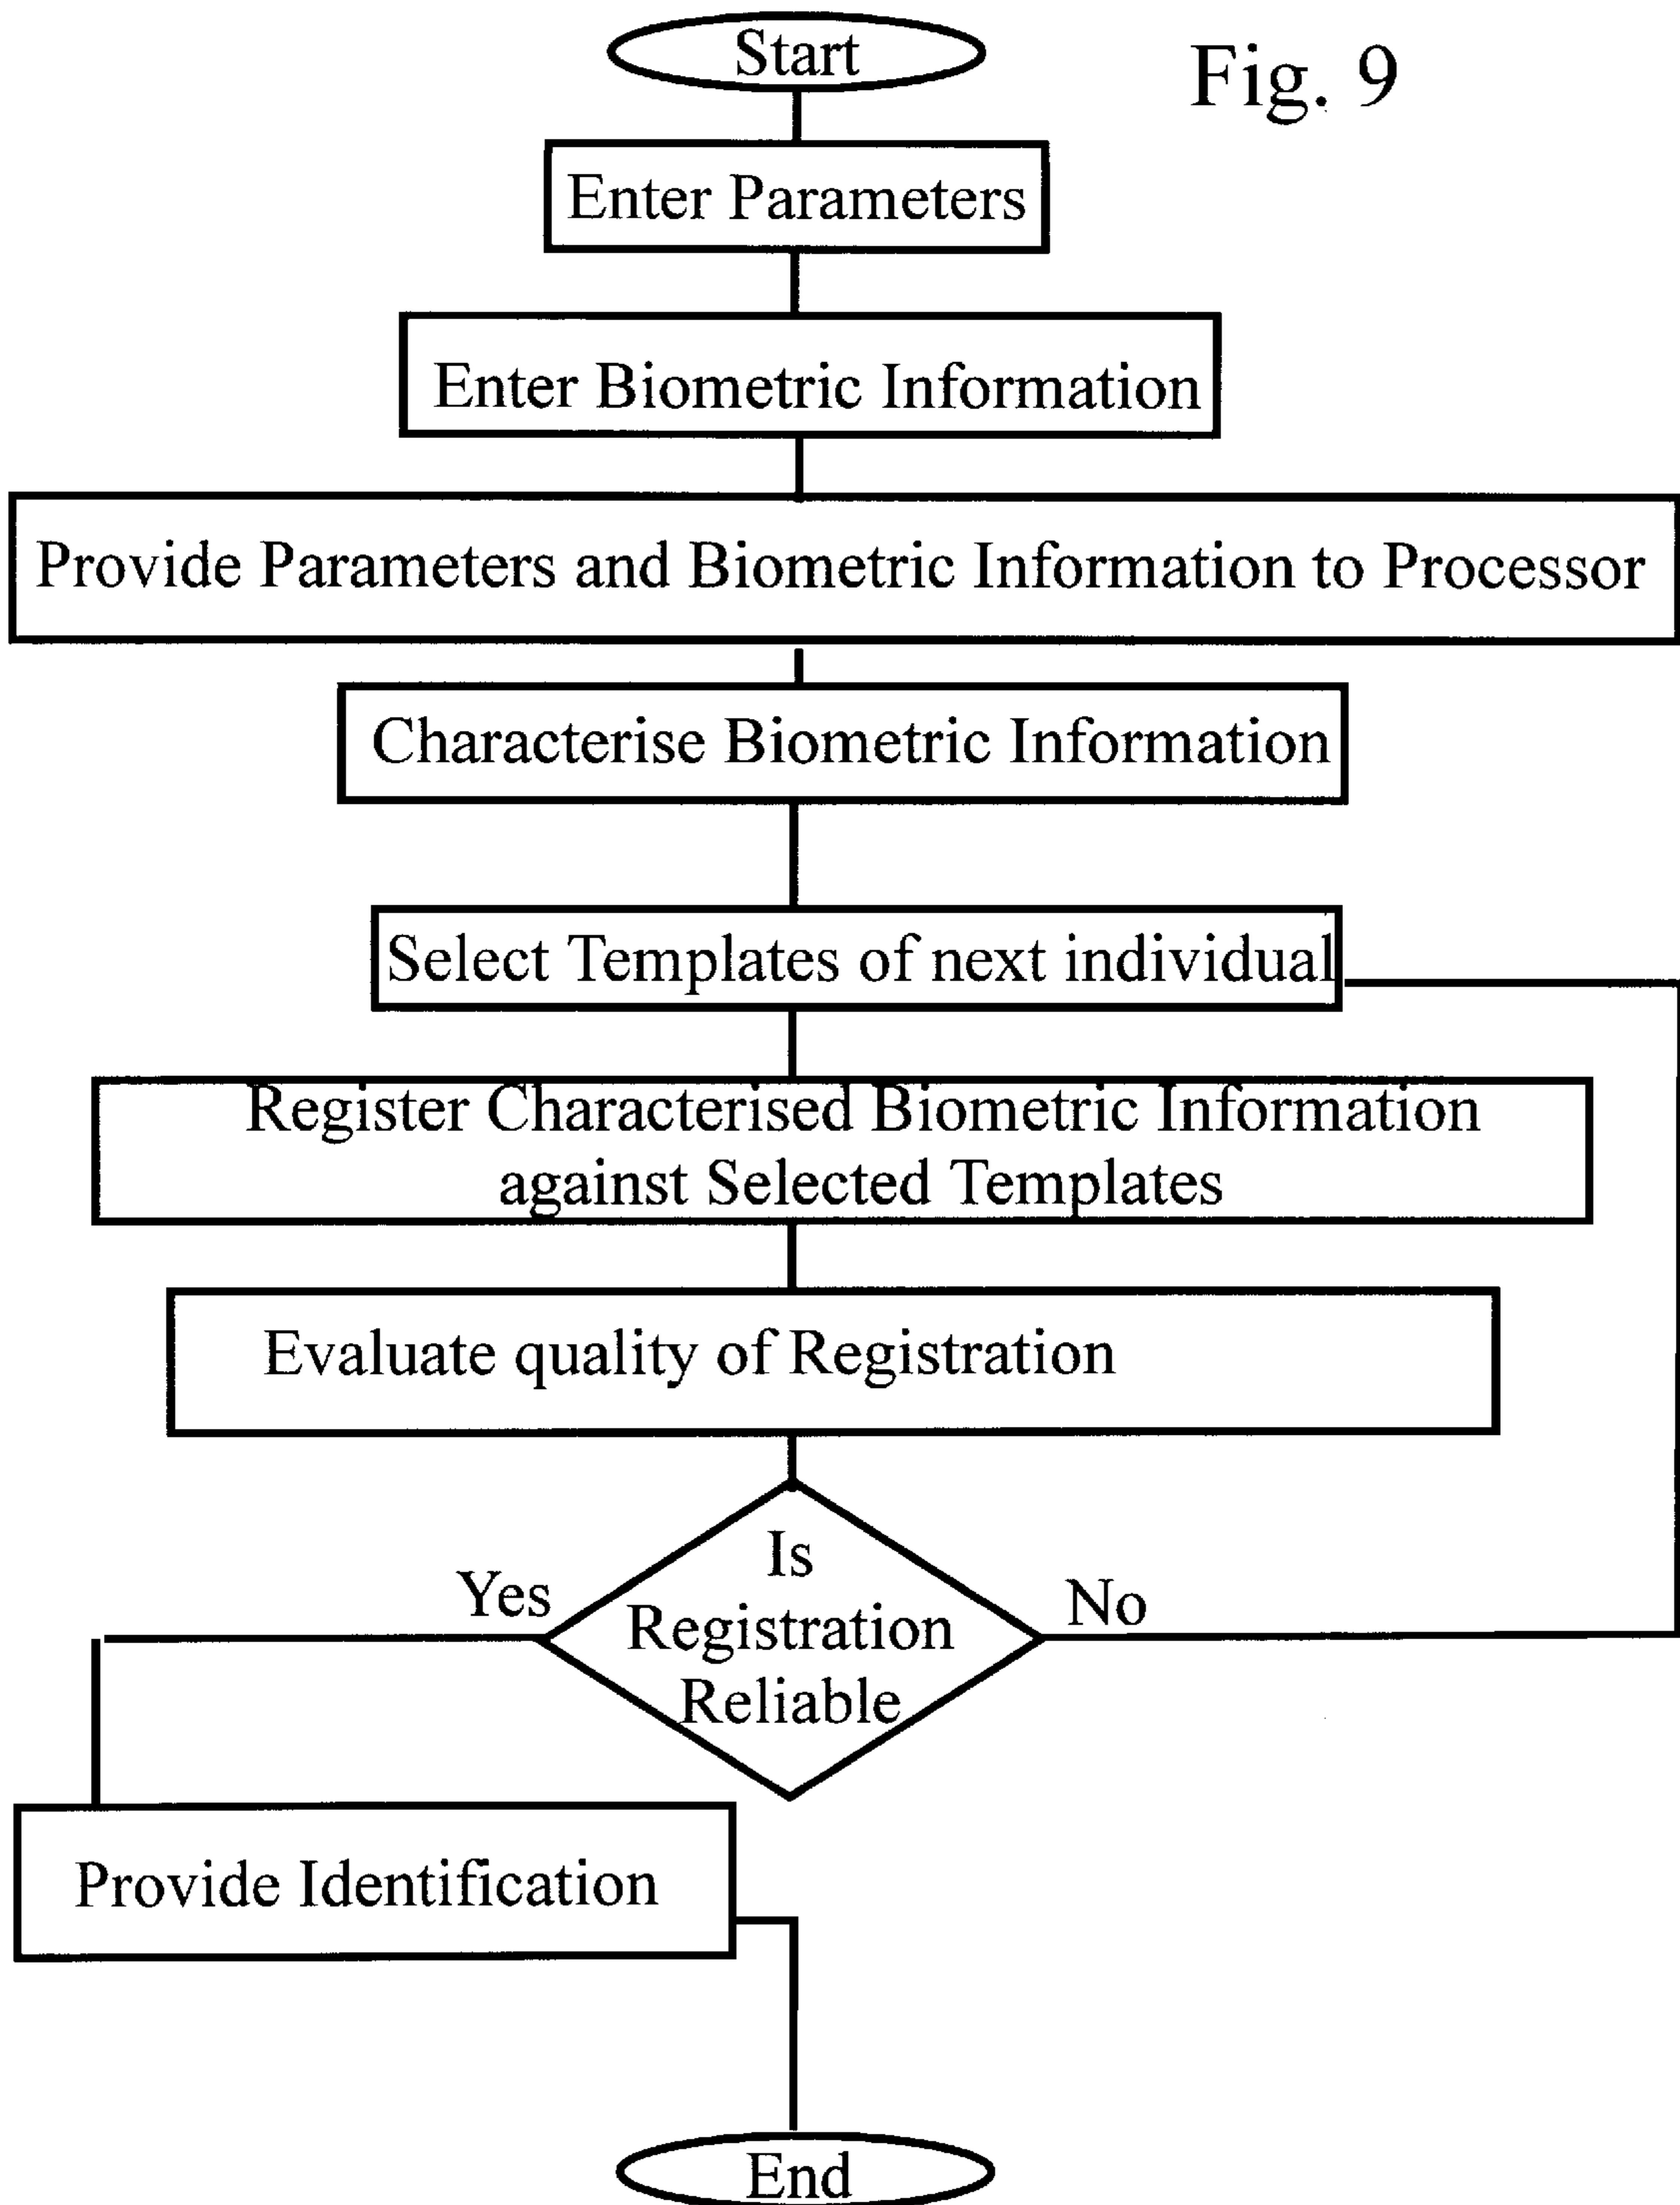 Start
Fig. 9
Enter Parameters
Enter Biometric Information
Provide Parameters and Biometric Information to Processor
Characterise Biometric Information
Select Templates of next individual
Register Characterised Biometric Information
against Selected Templates
Evaluate quality of Registration
Is
Registration
Reliable
Yes
No
Provide Identification
End